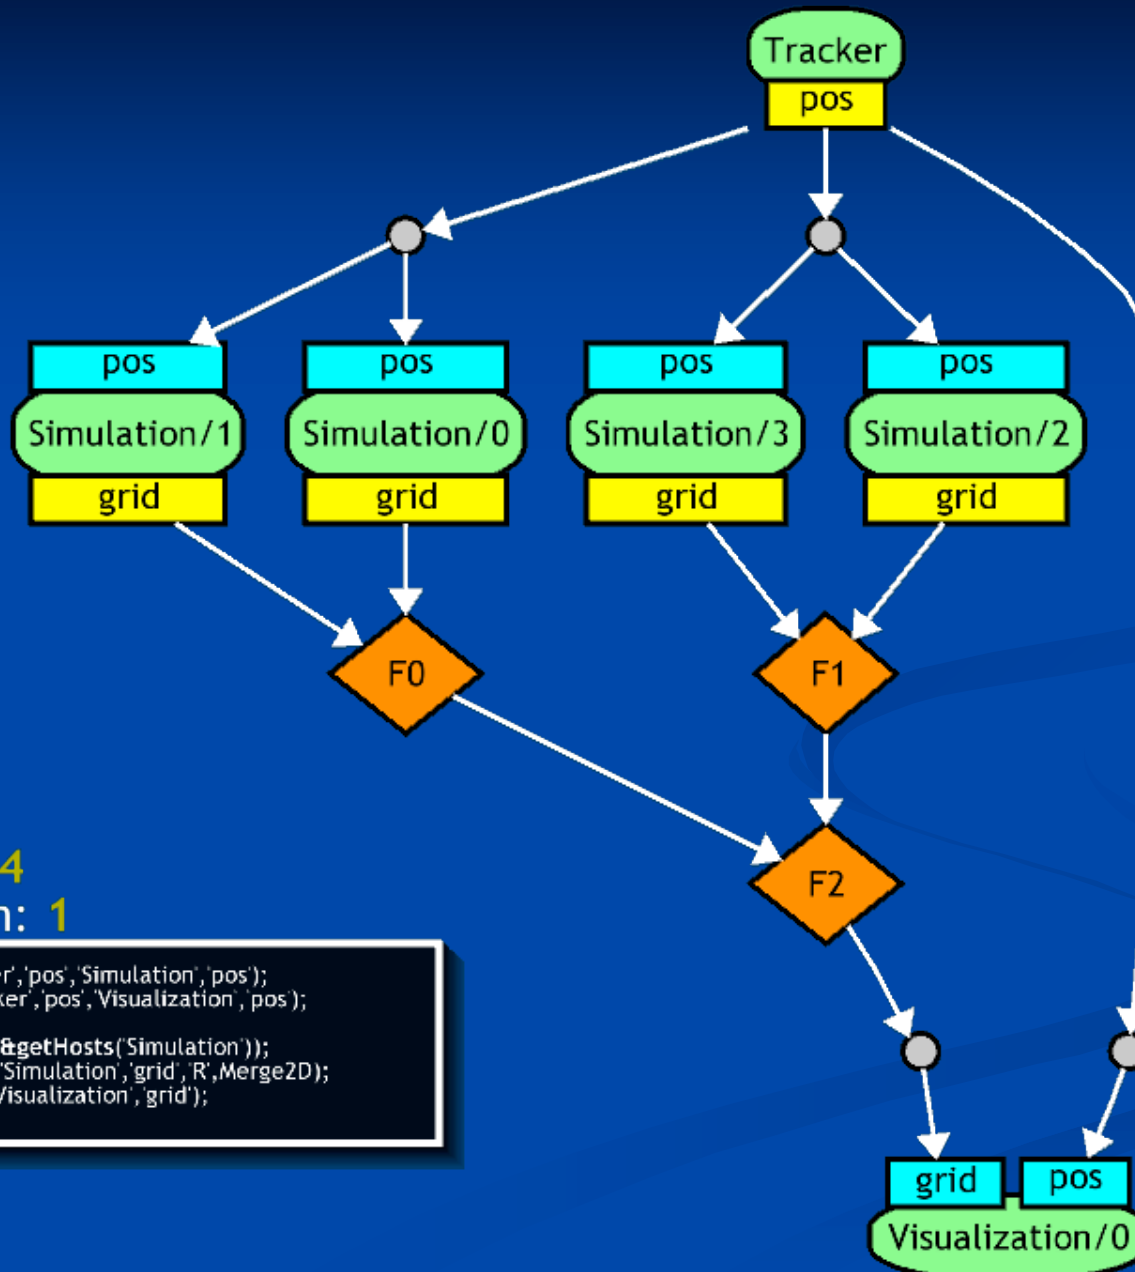 Tracker
pos
pos
pos
pos
pos
Simulation/1
Simulation/0
Simulation/3
Simulation/2
grid
grid
grid
grid
F0
F1
F2
4
n: 1
er','pos','Simulation','pos');
ker','pos','Visualization','pos');
&getHosts('Simulation'));
'Simulation','grid','R',Merge2D);
Visualization','grid');
grid
pos
Visualization/0